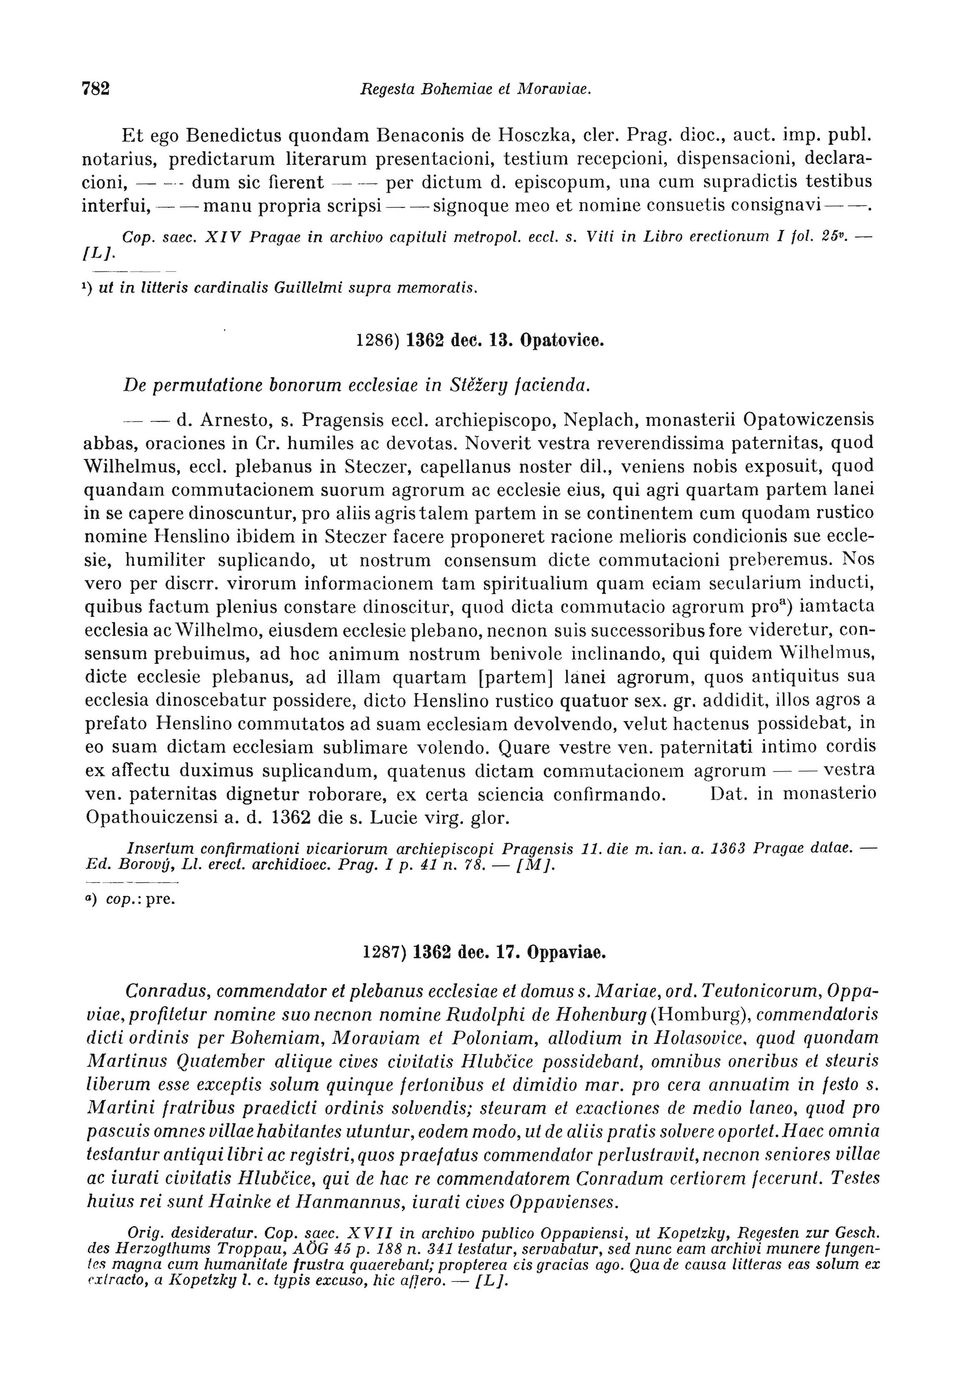 782 Regesta Bohemiae et Moraviae.
Et ego Benedictus quondam Benaconis de Hosczka, cler. Prag. dioc., auct. imp. publ.
notarius, predictarum literarum presentacioni, testium recepcioni, dispensacioni, declara-
cioni, — — dum sic fierent — — per dictum d. episcopum, una cum supradictis testibus
interfui, — — manu propria scripsi — — signoque meo et nomine consuetis consignavi — —.
Cop. saec. XIV Pragae in archivo capituli metropol. eccl. s. Viti in Libro erectionum I fol. 25v. —
[L].
¹) ut in litteris cardinalis Guillelmi supra memoratis.
1286) 1362 dec. 13. Opatovice.
De permutatione bonorum ecclesiae in Stěžery facienda.
— — d. Arnesto, s. Pragensis eccl. archiepiscopo, Neplach, monasterii Opatowiczensis
abbas, oraciones in Cr. humiles ac devotas. Noverit vestra reverendissima paternitas, quod
Wilhelmus, eccl. plebanus in Steczer, capellanus noster dil., veniens nobis exposuit, quod
quandam commutacionem suorum agrorum ac ecclesie eius, qui agri quartam partem lanei
in se capere dinoscuntur, pro aliis agris talem partem in se continentem cum quodam rustico
nomine Henslino ibidem in Steczer facere proponeret racione melioris condicionis sue eccle-
sie, humiliter suplicando, ut nostrum consensum dicte commutacioni preberemus. Nos
vero per discrr. virorum informacionem tam spiritualium quam eciam secularium inducti,
quibus factum plenius constare dinoscitur, quod dicta commutacio agrorum proᵃ) iamtacta
ecclesia ac Wilhelmo, eiusdem ecclesie plebano, necnon suis successoribus fore videretur, con-
sensum prebuimus, ad hoc animum nostrum benivole inclinando, qui quidem Wilhelmus,
dicte ecclesie plebanus, ad illam quartam [partem] lanei agrorum, quos antiquitus sua
ecclesia dinoscebatur possidere, dicto Henslino rustico quatuor sex. gr. addidit, illos agros a
prefato Henslino commutatos ad suam ecclesiam devolvendo, velut hactenus possidebat, in
eo suam dictam ecclesiam sublimare volendo. Quare vestre ven. paternitati intimo cordis
ex affectu duximus suplicandum, quatenus dictam commutacionem agrorum — — vestra
ven. paternitas dignetur roborare, ex certa sciencia confirmando. Dat. in monasterio
Opathouiczensi a. d. 1362 die s. Lucie virg. glor.
Insertum confirmationi vicariorum archiepiscopi Pragensis 11. die m. ian. a. 1363 Pragae datae. —
Ed. Borový, Ll. erect. archidioec. Prag. I p. 41 n. 78. — [M].
ᵃ) cop.: pre.
1287) 1362 dec. 17. Oppaviae.
Conradus, commendator et plebanus ecclesiae et domus s. Mariae, ord. Teutonicorum, Oppa-
viae, profitetur nomine suo necnon nomine Rudolphi de Hohenburg (Homburg), commendatoris
dicti ordinis per Bohemiam, Moraviam et Poloniam, allodium in Holasovice, quod quondam
Martinus Quatember aliique cives civitatis Hlubčice possidebant, omnibus oneribus et steuris
liberum esse exceptis solum quinque fertonibus et dimidio mar. pro cera annuatim in festo s.
Martini fratribus praedicti ordinis solvendis; steuram et exactiones de medio laneo, quod pro
pascuis omnes villae habitantes utuntur, eodem modo, ut de aliis pratis solvere oportet. Haec omnia
testantur antiqui libri ac registri, quos praefatus commendator perlustravit, necnon seniores villae
ac iurati civitatis Hlubčice, qui de hac re commendatorem Conradum certiorem fecerunt. Testes
huius rei sunt Hainke et Hanmannus, iurati cives Oppavienses.
Orig. desideratur. Cop. saec. XVII in archivo publico Oppaviensi, ut Kopetzky, Regesten zur Gesch.
des Herzogthums Troppau, AÖG 45 p. 188 n. 341 testatur, servabatur, sed nunc eam archivi munere fungen-
tes magna cum humanitate frustra quaerebant; propterea eis gracias ago. Qua de causa litteras eas solum ex
extracto, a Kopetzky l. c. typis excuso, hic affero. — [L].